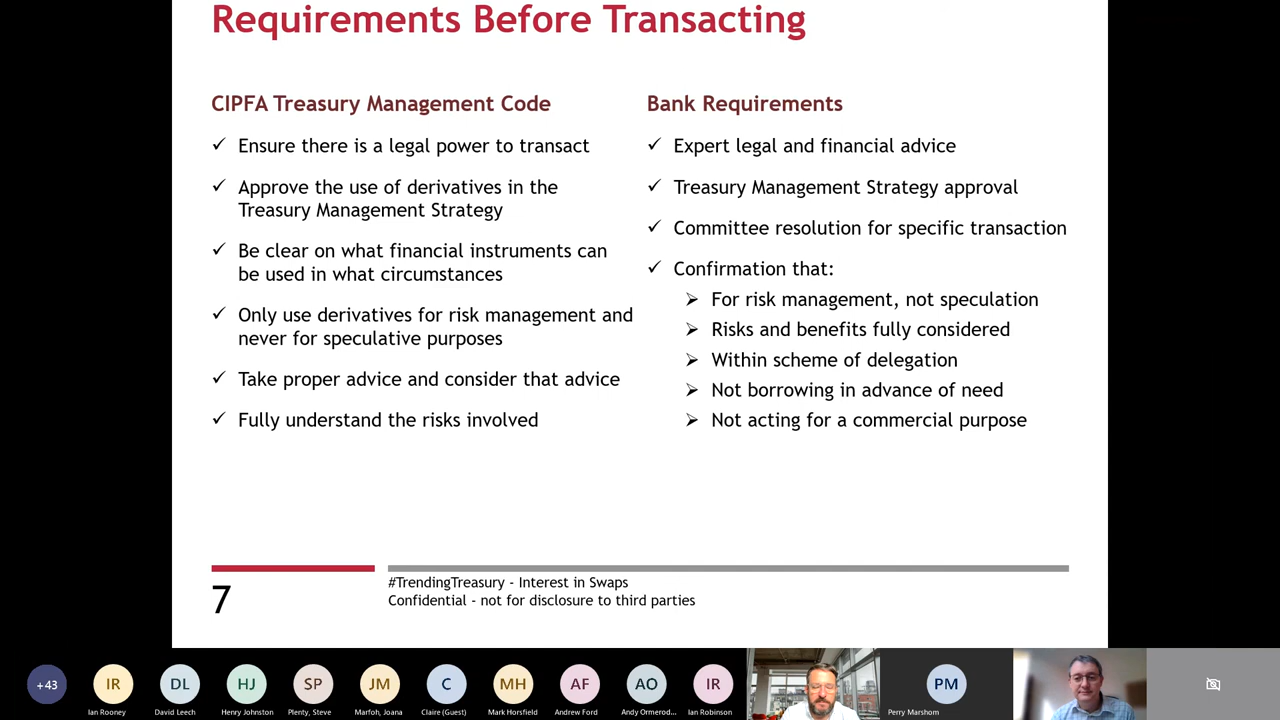 Requirements Before Transacting
CIPFA Treasury Management Code
Ensure there is a legal power to transact
Approve the use of derivatives in the
Treasury Management Strategy
Be clear on what financial instruments can
be used in what circumstances
Only use derivatives for risk management and
never for speculative purposes
Take proper advice and consider that advice
Fully understand the risks involved
Bank Requirements
Expert legal and financial advice
Treasury Management Strategy approval
Committee resolution for specific transaction
Confirmation that:
For risk management, not speculation
Risks and benefits fully considered
Within scheme of delegation
Not borrowing in advance of need
Not acting for a commercial purpose
7
#TrendingTreasury - Interest in Swaps
Confidential - not for disclosure to third parties
+43
IR
Ian Rooney
DL
David Leech
HJ
Henry Johnston
SP
Plenty, Steve
JM
Marfoh, Joana
C
Claire (Guest)
MH
Mark Horsfield
AF
Andrew Ford
AO
Andy Ormerod...
IR
Ian Robinson
PM
Perry Marshom